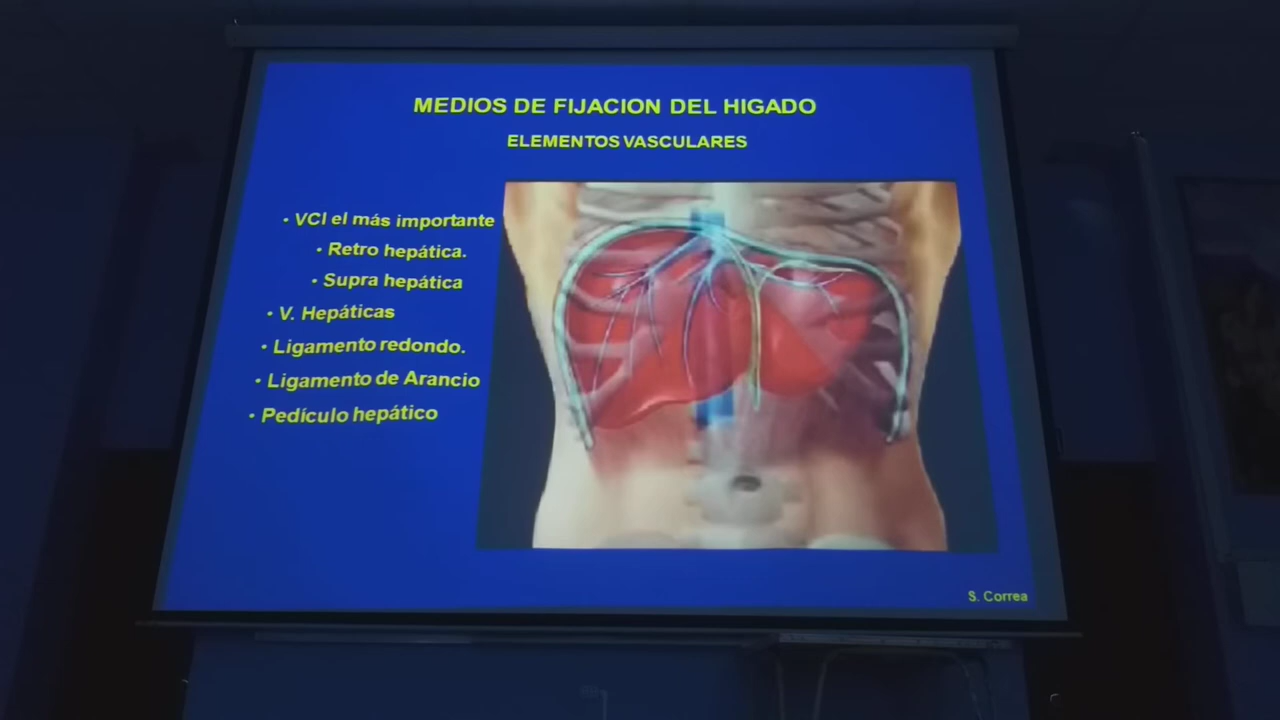 MEDIOS DE FIJACION DEL HIGADO
ELEMENTOS VASCULARES
• VCI el más importante
• Retro hepática.
• Supra hepática
• V. Hepáticas
• Ligamento redondo.
• Ligamento de Arancio
• Pedículo hepático
S. Correa